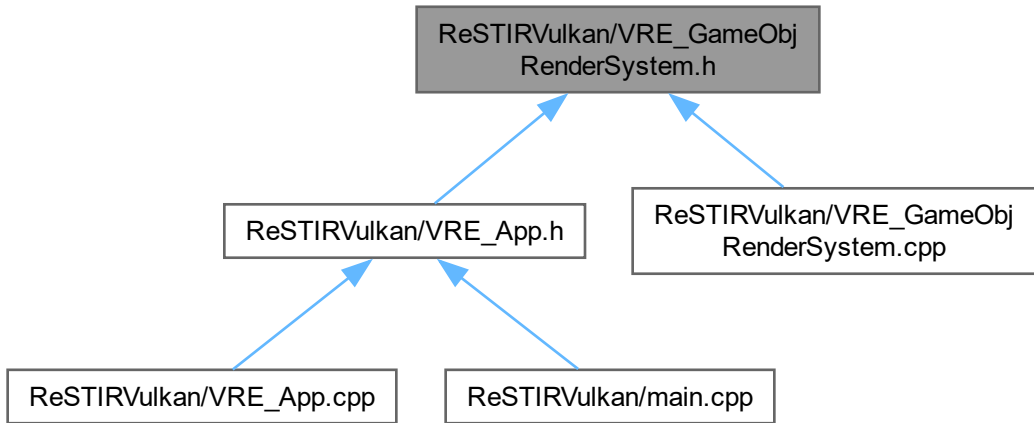 ReSTIRVulkan/VRE_GameObj
RenderSystem.h
ReSTIRVulkan/VRE_App.h
ReSTIRVulkan/VRE_GameObj
RenderSystem.cpp
ReSTIRVulkan/VRE_App.cpp
ReSTIRVulkan/main.cpp